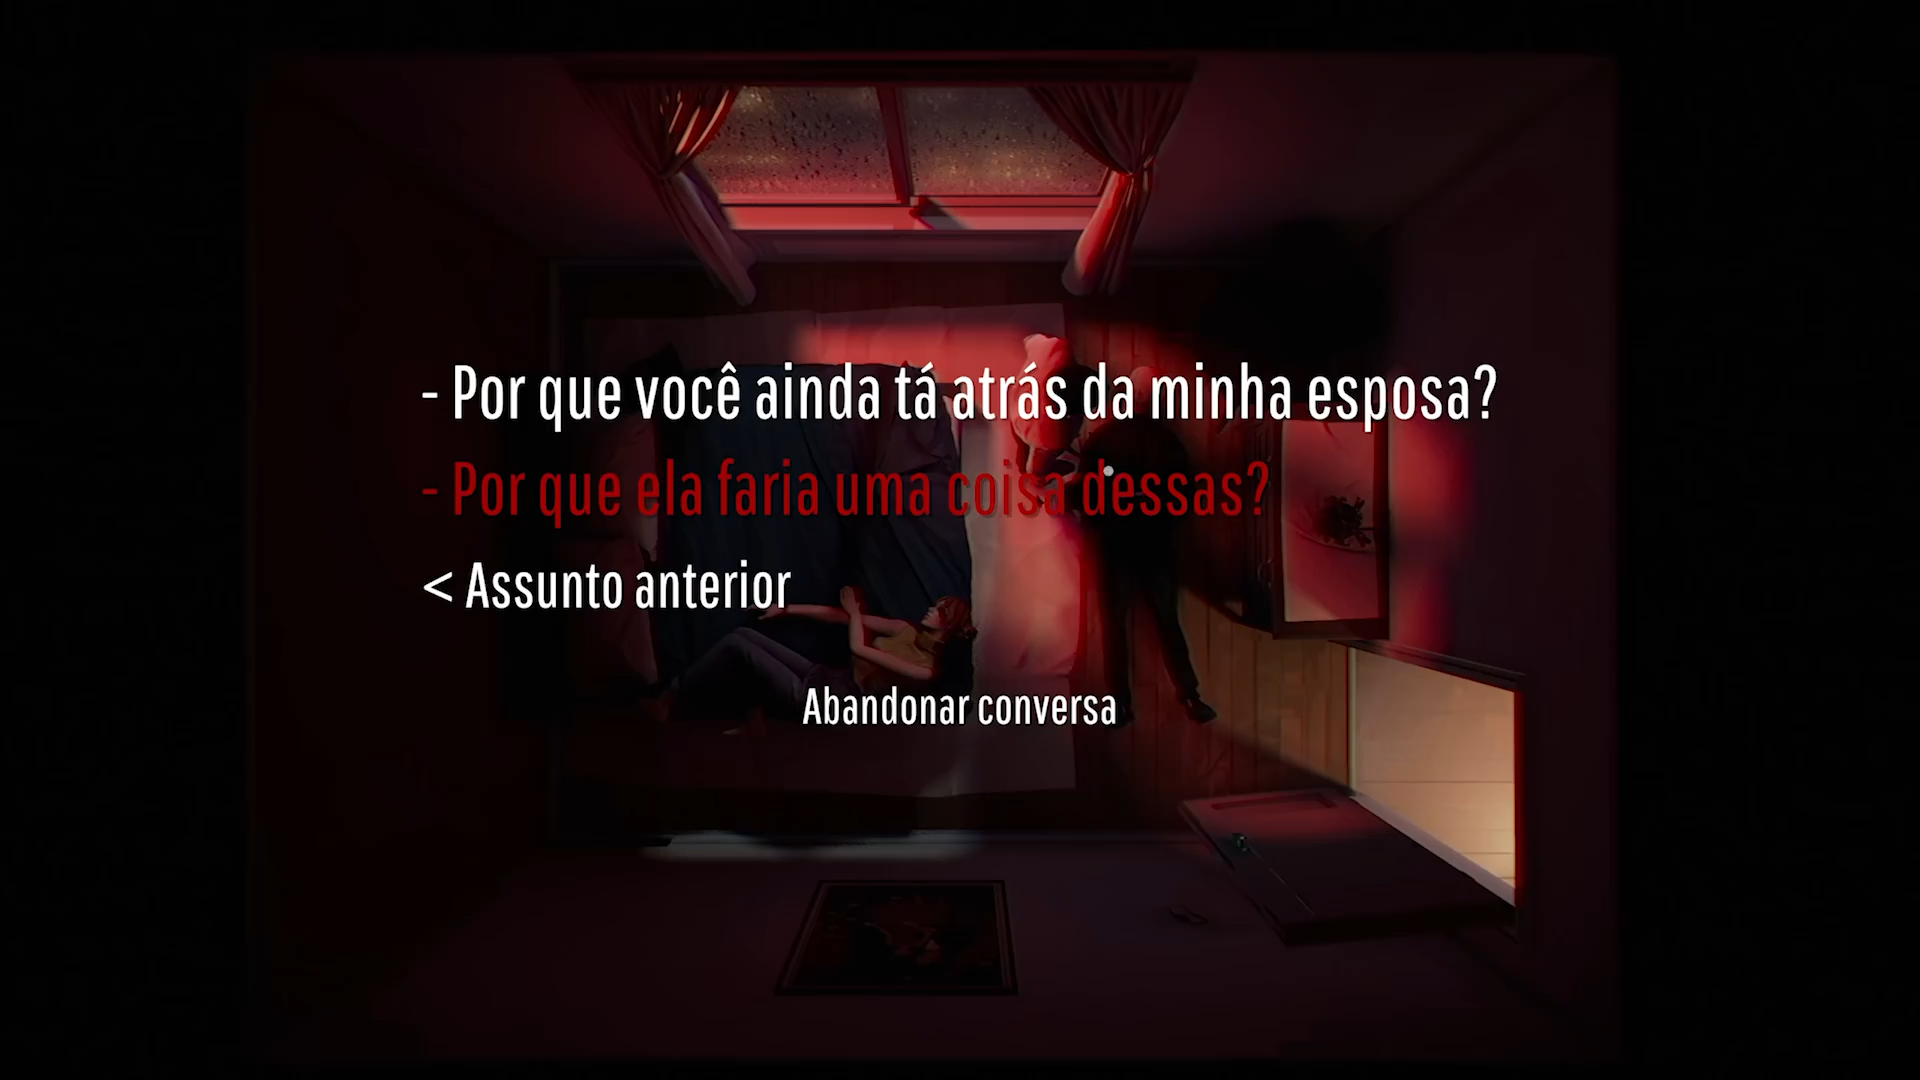 - Por que você ainda tá atrás da minha esposa?
- Por que ela faria uma coisa dessas?
< Assunto anterior
Abandonar conversa